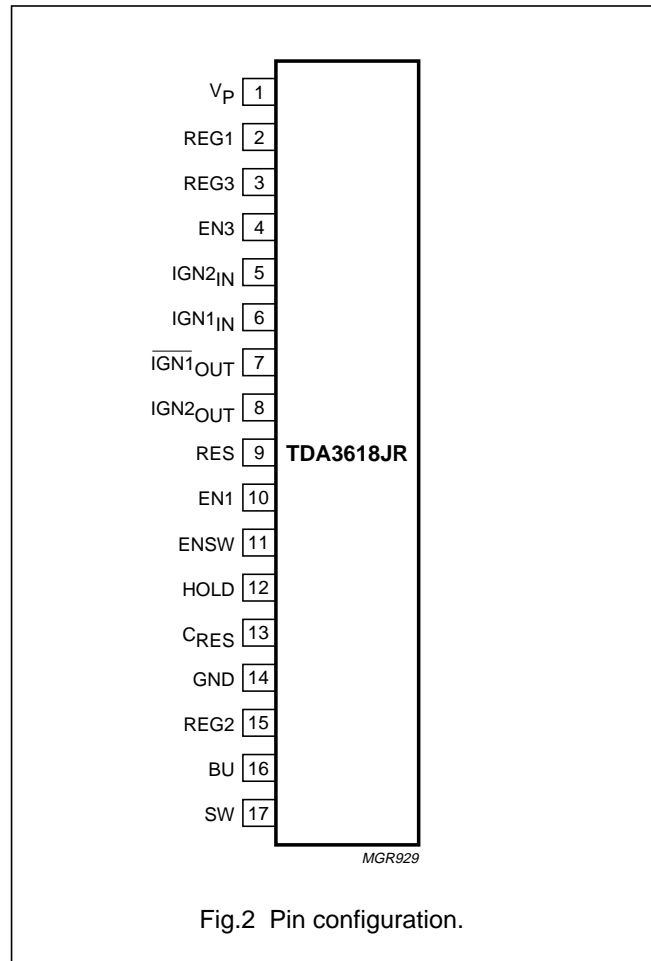 V_P 1
REG1 2
REG3 3
EN3 4
IGN2_IN 5
IGN1_IN 6
I̅G̅N̅1̅_OUT 7
IGN2_OUT 8
RES 9 TDA3618JR
EN1 10
ENSW 11
HOLD 12
C_RES 13
GND 14
REG2 15
BU 16
SW 17
MGR929
Fig.2 Pin configuration.